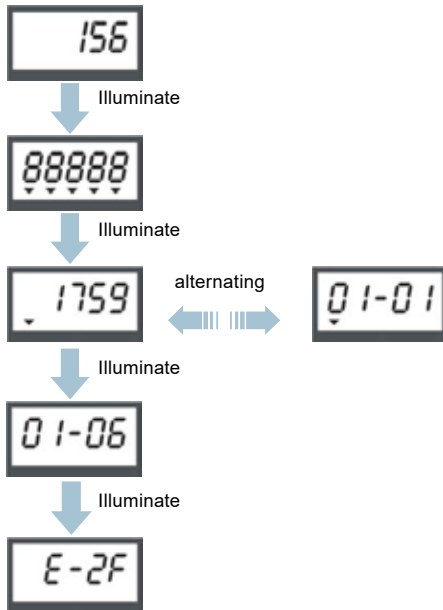 156
Illuminate
88888
Illuminate
1759
alternating
01-01
Illuminate
01-06
Illuminate
E-2F